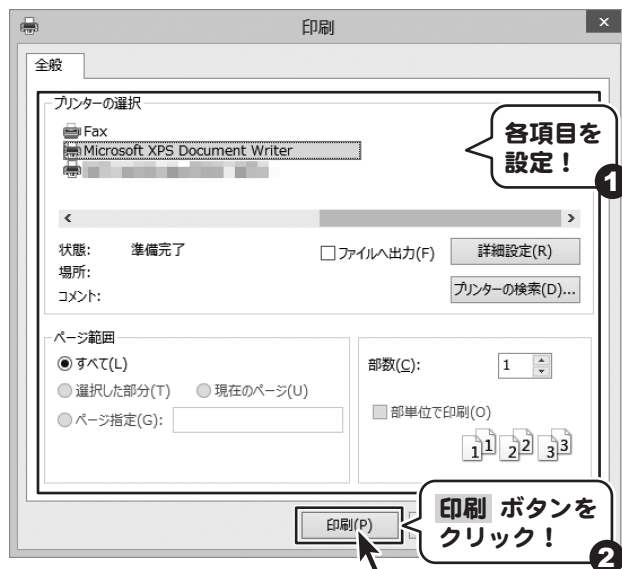 印刷
全般
プリンターの選択
Fax
Microsoft XPS Document Writer
各項目を
設定！
1
状態: 準備完了
場所:
コメント:
ファイルへ出力(F)
詳細設定(R)
プリンターの検索(D)...
ページ範囲
すべて(L)
選択した部分(T) 現在のページ(U)
ページ指定(G):
部数(C): 1
部単位で印刷(O)
1 1 2 2 3 3
印刷(P)
印刷 ボタンを
クリック！
2